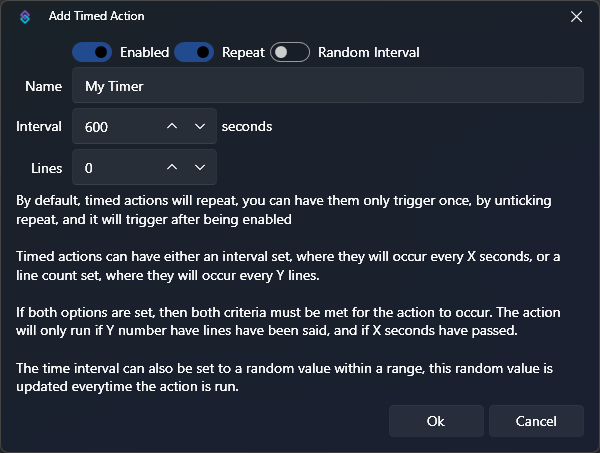 Add Timed Action
Enabled Repeat Random Interval
Name My Timer
Interval 600 seconds
Lines 0
By default, timed actions will repeat, you can have them only trigger once, by unticking
repeat, and it will trigger after being enabled
Timed actions can have either an interval set, where they will occur every X seconds, or a
line count set, where they will occur every Y lines.
If both options are set, then both criteria must be met for the action to occur. The action
will only run if Y number have lines have been said, and if X seconds have passed.
The time interval can also be set to a random value within a range, this random value is
updated everytime the action is run.
Ok Cancel